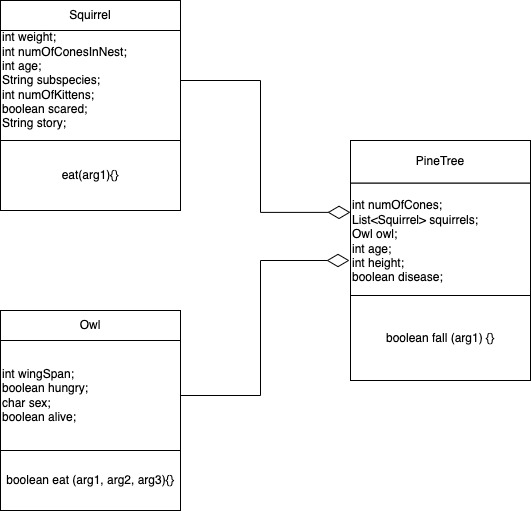 Squirrel
int weight;
int numOfConesInNest;
int age;
String subspecies;
int numOfKittens;
boolean scared;
String story;
eat(arg1){}
PineTree
int numOfCones;
List<Squirrel> squirrels;
Owl owl;
int age;
int height;
boolean disease;
boolean fall (arg1) {}
Owl
int wingSpan;
boolean hungry;
char sex;
boolean alive;
boolean eat (arg1, arg2, arg3){}